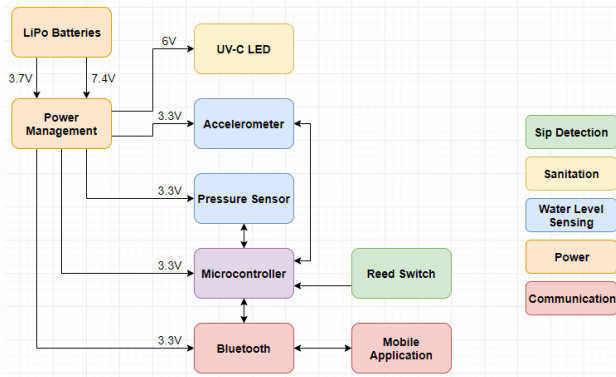 LiPo Batteries
3.7V
7.4V
Power
Management
6V
UV-C LED
3.3V
Accelerometer
3.3V
Pressure Sensor
3.3V
Microcontroller
Reed Switch
3.3V
Bluetooth
Mobile
Application
Sip Detection
Sanitation
Water Level
Sensing
Power
Communication